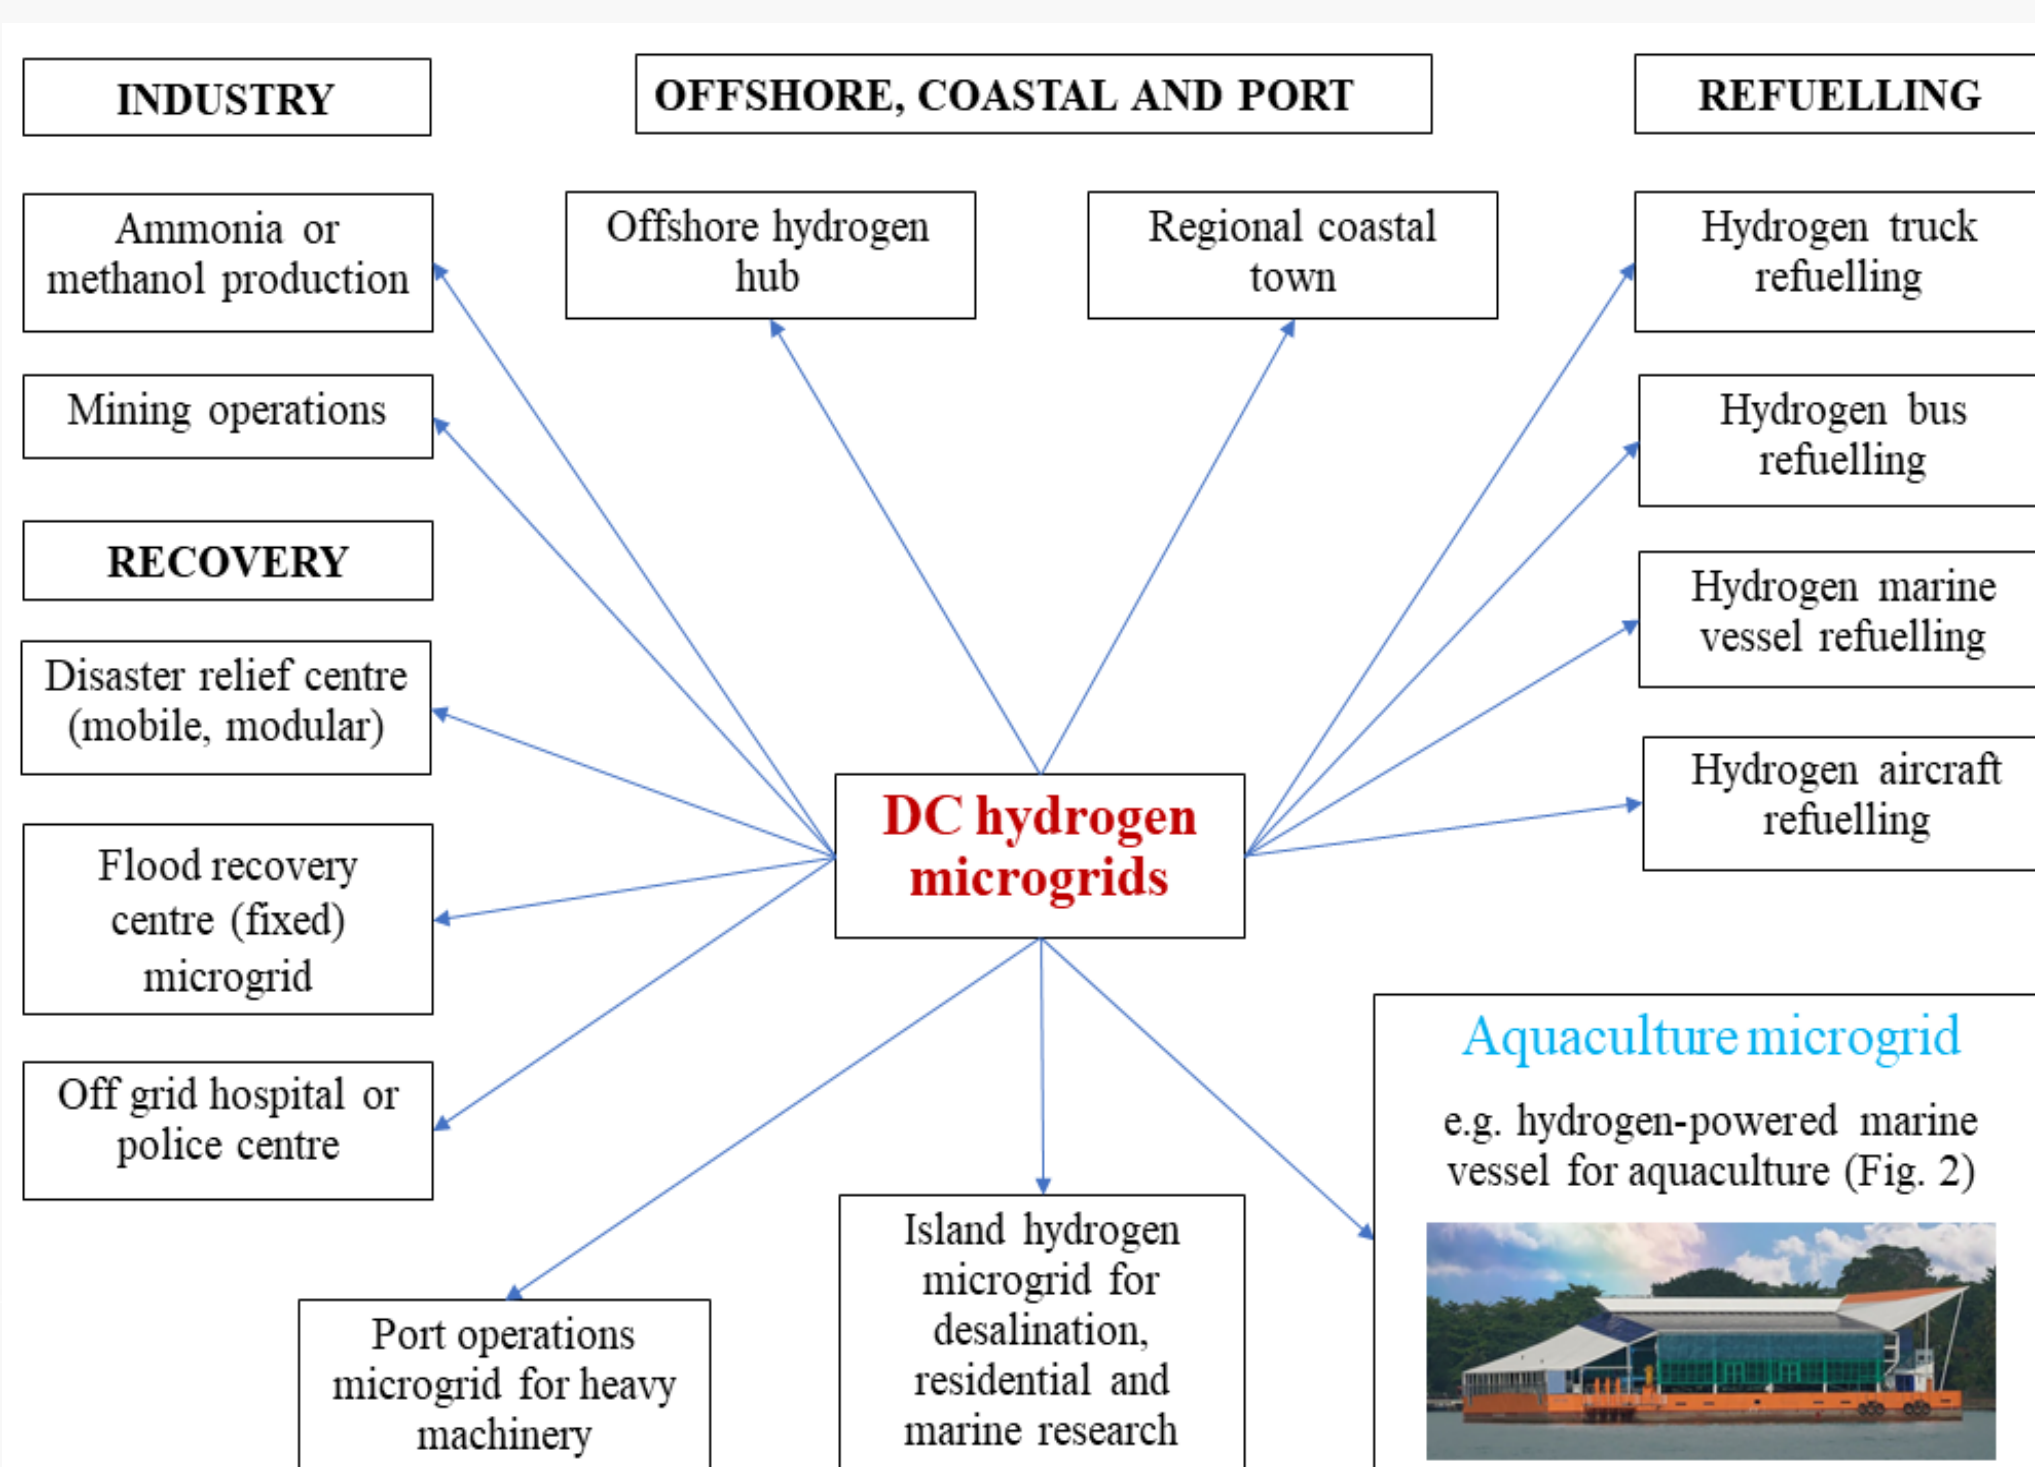 INDUSTRY
OFFSHORE, COASTAL AND PORT
REFUELLING
Ammonia or
methanol production
Offshore hydrogen
hub
Regional coastal
town
Hydrogen truck
refuelling
Mining operations
Hydrogen bus
refuelling
RECOVERY
Hydrogen marine
vessel refuelling
Disaster relief centre
(mobile, modular)
Hydrogen aircraft
refuelling
DC hydrogen
microgrids
Flood recovery
centre (fixed)
microgrid
Off grid hospital or
police centre
Aquaculture microgrid
e.g. hydrogen-powered marine
vessel for aquaculture (Fig. 2)
Port operations
microgrid for heavy
machinery
Island hydrogen
microgrid for
desalination,
residential and
marine research